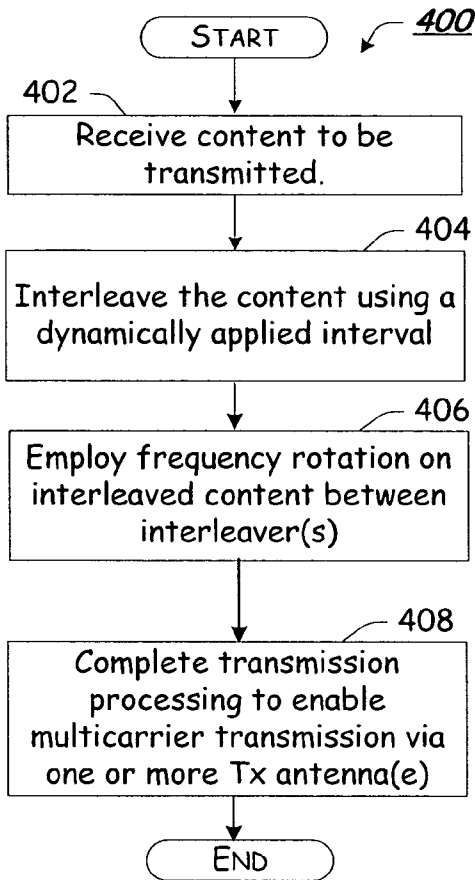 START
400
402
Receive content to be
transmitted.
404
Interleave the content using a
dynamically applied interval
406
Employ frequency rotation on
interleaved content between
interleaver(s)
408
Complete transmission
processing to enable
multicarrier transmission via
one or more Tx antenna(e)
END